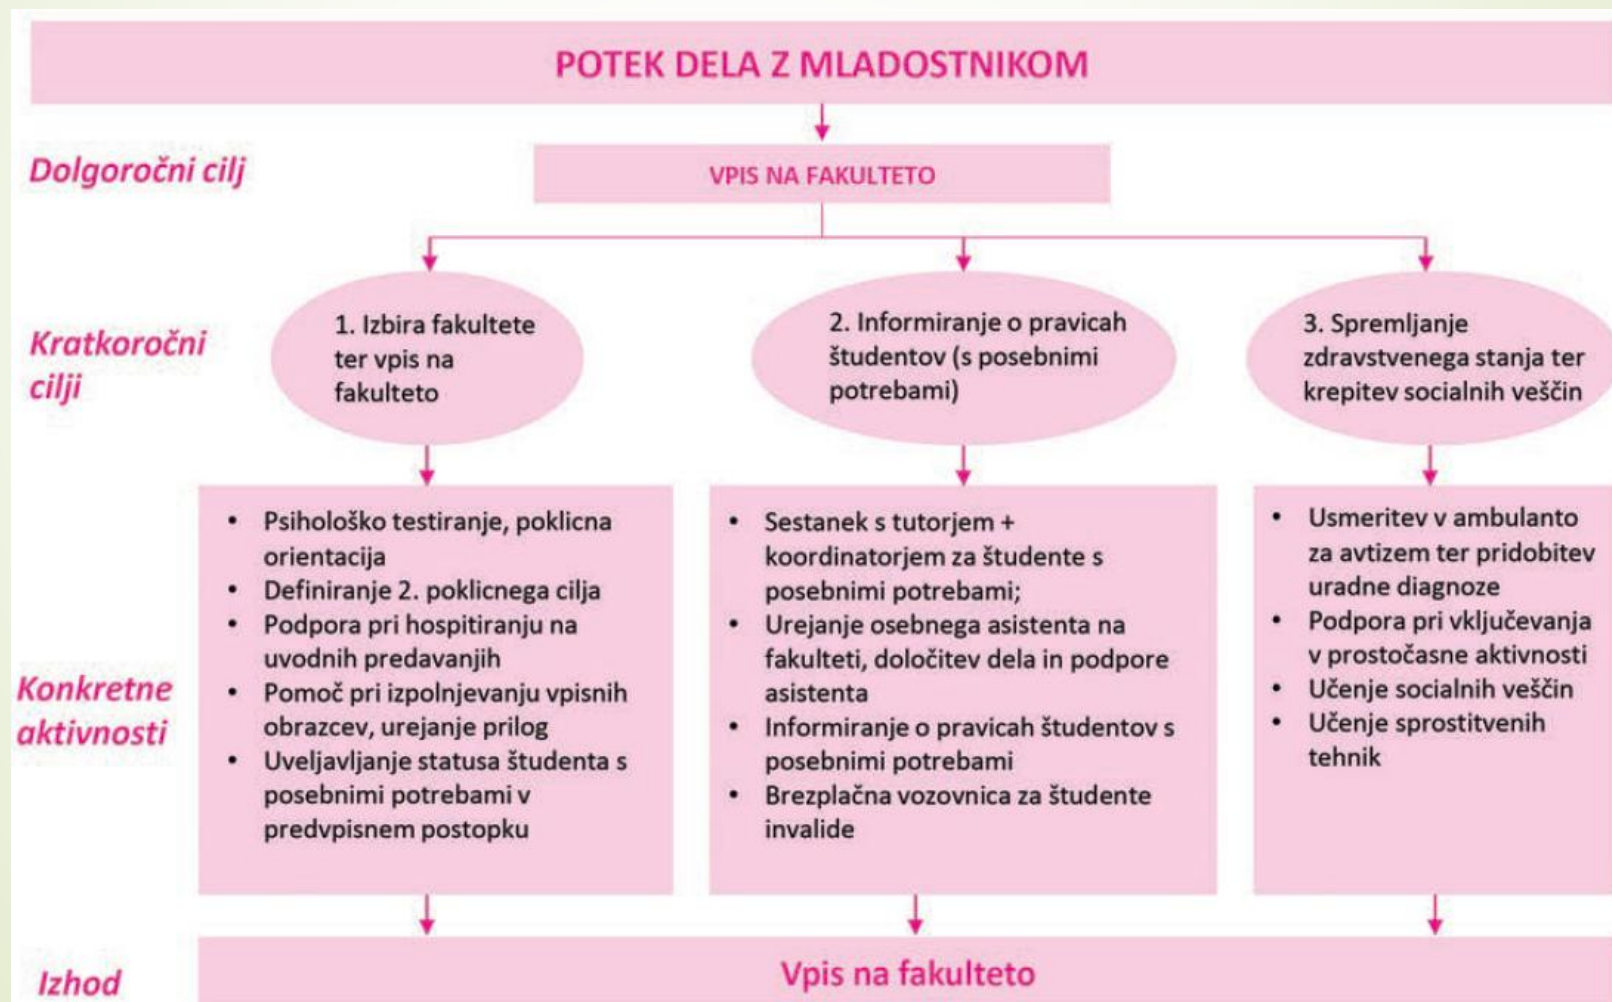 POTEK DELA Z MLADOSTNIKOM
Dolgoročni cilj
VPIS NA FAKULTETO
Kratkoročni
cilji
1. Izbira fakultete
ter vpis na
fakulteto
2. Informiranje o pravicah
študentov (s posebnimi
potrebami)
3. Spremljanje
zdravstvenega stanja ter
krepitev socialnih veščin
Konkretne
aktivnosti
• Psihološko testiranje, poklicna
orientacija
• Definiranje 2. poklicnega cilja
• Podpora pri hospitiranju na
uvodnih predavanjih
• Pomoč pri izpolnjevanju vpisnih
obrazcev, urejanje prilog
• Uveljavljanje statusa študenta s
posebnimi potrebami v
predvpisnem postopku
• Sestanek s tutorjem +
koordinatorjem za študente s
posebnimi potrebami;
• Urejanje osebnega asistenta na
fakulteti, določitev dela in podpore
asistenta
• Informiranje o pravicah študentov s
posebnimi potrebami
• Brezplačna vozovnica za študente
invalide
• Usmeritev v ambulanto
za avtizem ter pridobitev
uradne diagnoze
• Podpora pri vključevanja
v prostočasne aktivnosti
• Učenje socialnih veščin
• Učenje sprostitvenih
tehnik
Izhod
Vpis na fakulteto